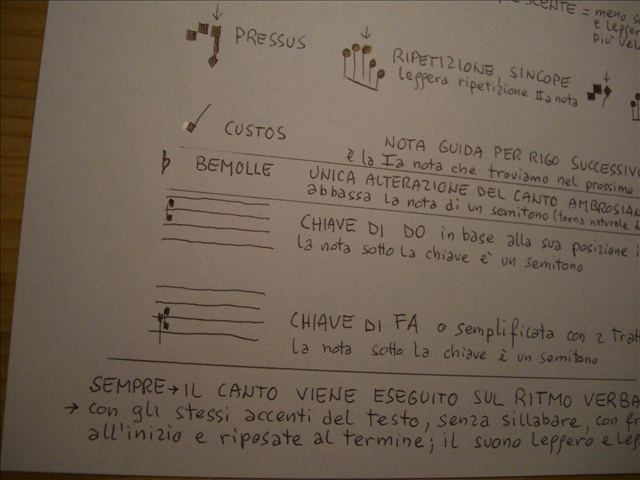 SCENTE = meno
e legger
più vel
PRESSUS
RIPETIZIONE, SINCOPE
leggera ripetizione IIa nota
CUSTOS
NOTA GUIDA PER RIGO SUCCESSIVO
è la Ia nota che troviamo nel prossimo
BEMOLLE
UNICA ALTERAZIONE DEL CANTO AMBROSIAN
abbassa la nota di un semitono (torna naturale
CHIAVE DI DO in base alla sua posizione i
la nota sotto la chiave è un semitono
CHIAVE DI FA o semplificata con 2 trat
la nota sotto la chiave è un semitono
SEMPRE → IL CANTO VIENE ESEGUITO SUL RITMO VERBA
→ con gli stessi accenti del testo, senza sillabare, con fr
all'inizio e riposate al termine; il suono leggero e leg